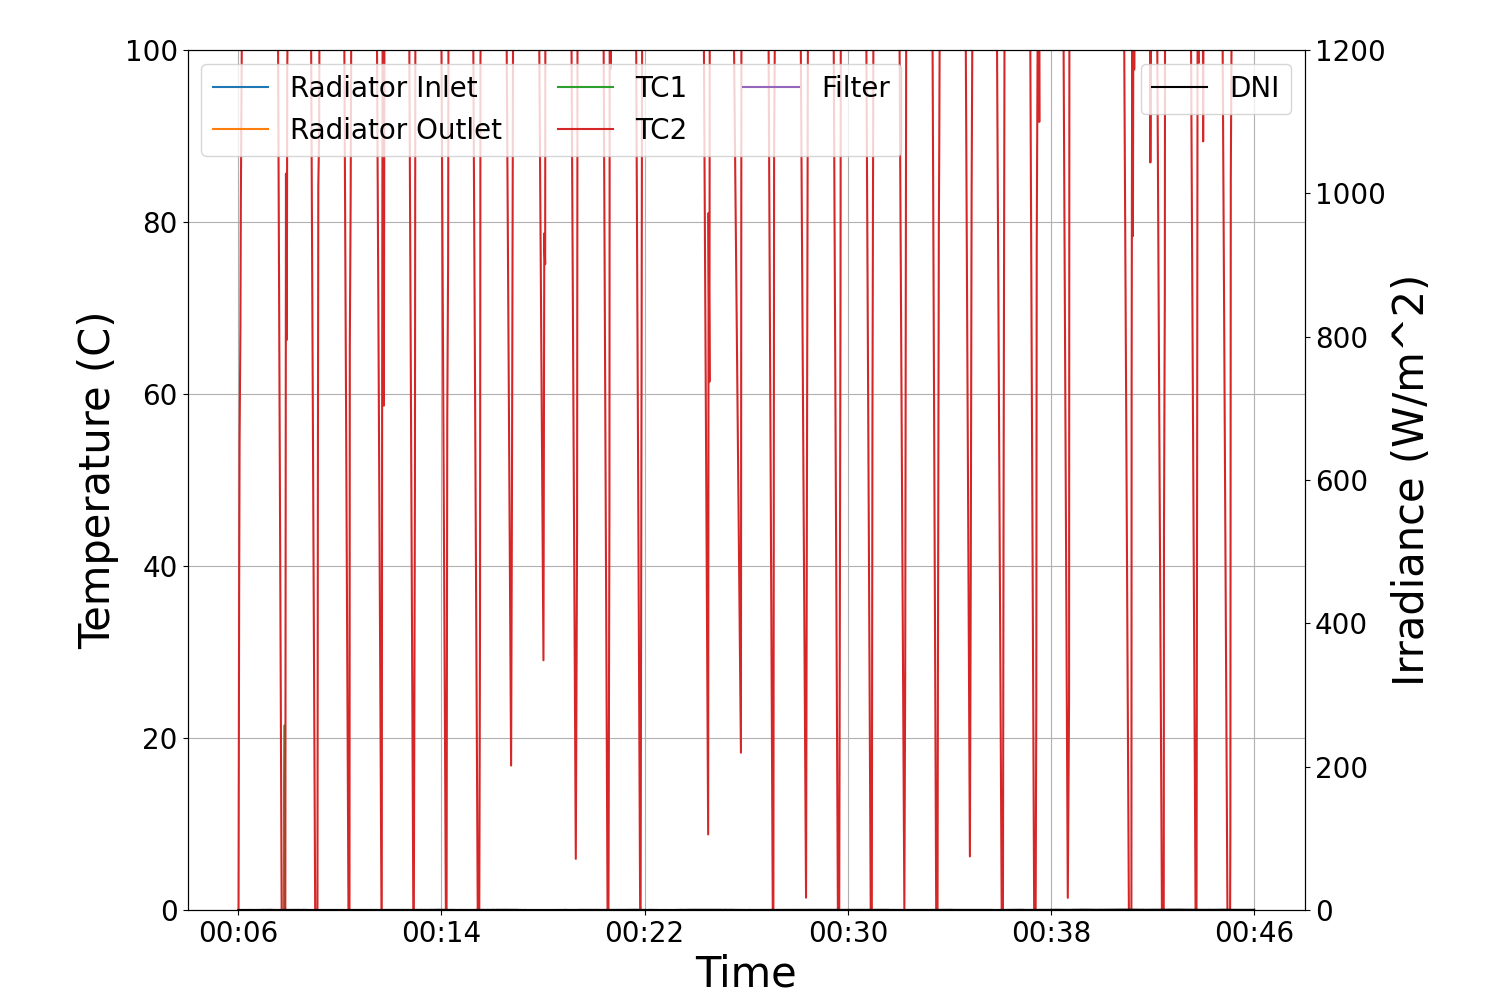 100
80
60
40
20
0
Temperature (C)
Radiator Inlet
Radiator Outlet
TC1
TC2
Filter
DNI
1200
1000
800
600
400
200
0
Irradiance (W/m^2)
00:06 00:14 00:22 00:30 00:38 00:46
Time